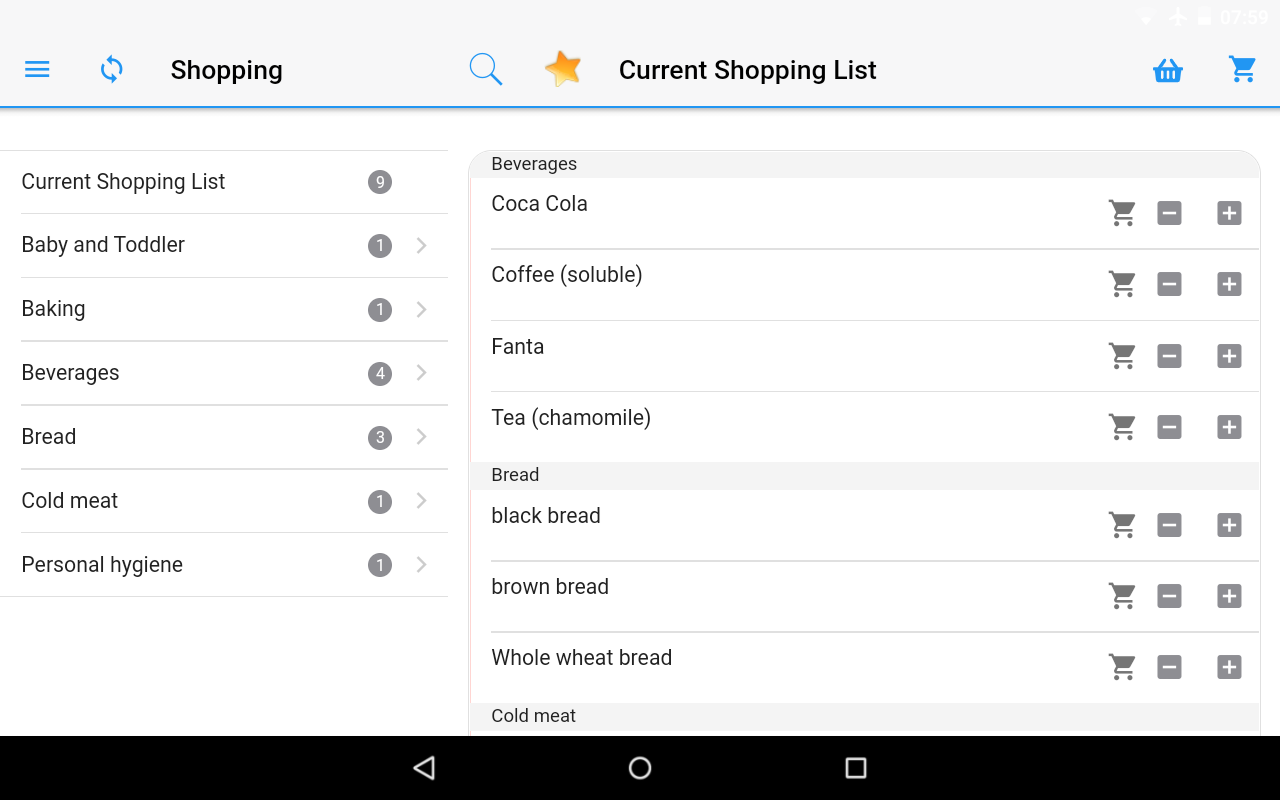 07:59
Shopping
Current Shopping List
Current Shopping List 9
Baby and Toddler 1
Baking 1
Beverages 4
Bread 3
Cold meat 1
Personal hygiene 1
Beverages
Coca Cola
Coffee (soluble)
Fanta
Tea (chamomile)
Bread
black bread
brown bread
Whole wheat bread
Cold meat